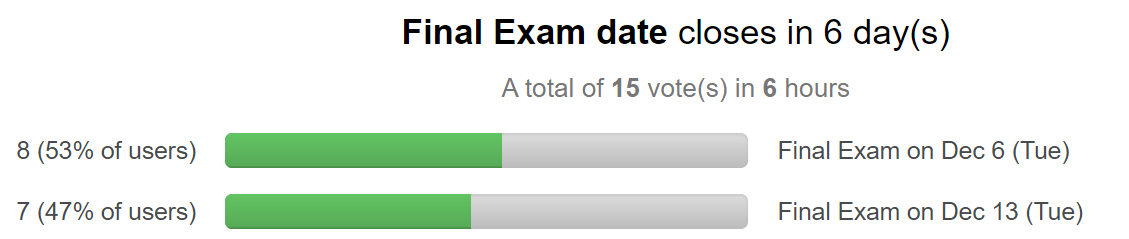 Final Exam date closes in 6 day(s)
A total of 15 vote(s) in 6 hours
8 (53% of users) Final Exam on Dec 6 (Tue)
7 (47% of users) Final Exam on Dec 13 (Tue)